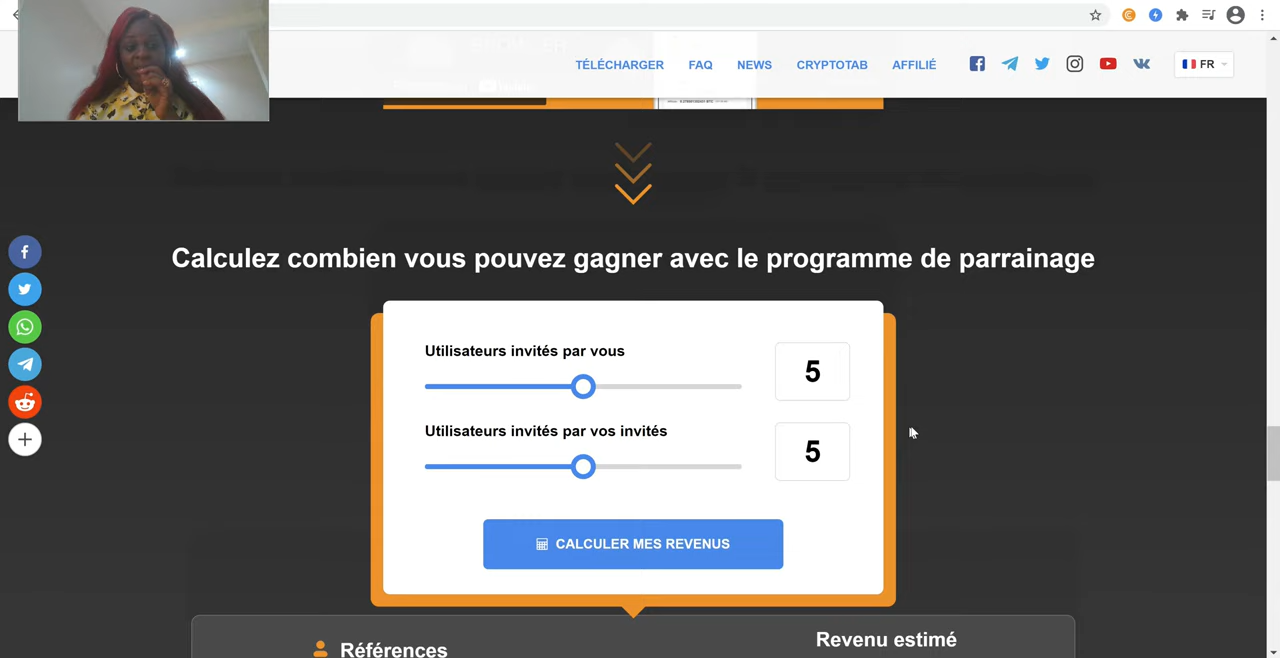 TÉLÉCHARGER FAQ NEWS CRYPTOTAB AFFILIÉ FR
Calculez combien vous pouvez gagner avec le programme de parrainage
Utilisateurs invités par vous
5
Utilisateurs invités par vos invités
5
CALCULER MES REVENUS
Références
Revenu estimé